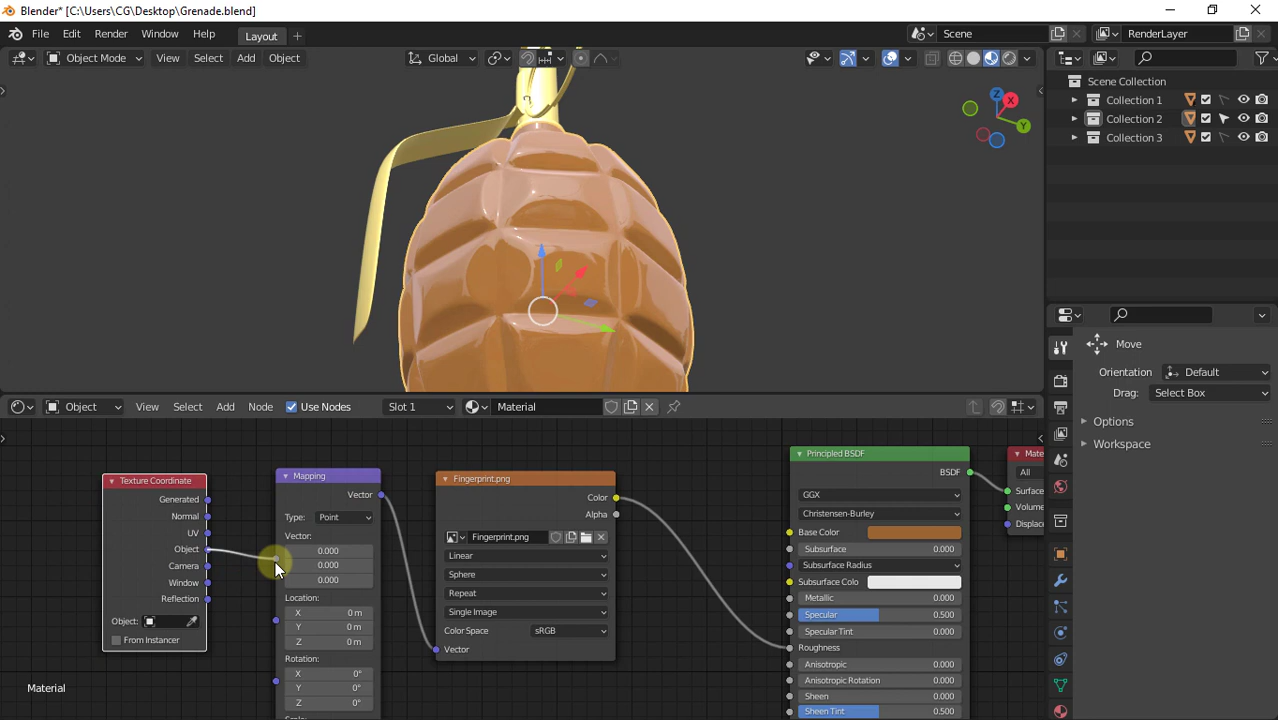 Blender* [C:\Users\CG\Desktop\Grenade.blend]
File Edit Render Window Help Layout + Scene RenderLayer
Object Mode View Select Add Object Global
Z X Y
Scene Collection
Collection 1
Collection 2
Collection 3
Move
Orientation Default
Drag: Select Box
Options
Workspace
Object View Select Add Node Use Nodes Slot 1 Material
Texture Coordinate
Generated
Normal
UV
Object
Camera
Window
Reflection
Object:
From Instancer
Mapping
Vector
Type: Point
Vector:
0.000
0.000
0.000
Location:
X 0 m
Y 0 m
Z 0 m
Rotation:
X 0°
Y 0°
Z 0°
Fingerprint.png
Color
Alpha
Fingerprint.png
Linear
Sphere
Repeat
Single Image
Color Space sRGB
Vector
Principled BSDF
BSDF
GGX
Christensen-Burley
Base Color
Subsurface 0.000
Subsurface Radius
Subsurface Colo
Metallic 0.000
Specular 0.500
Specular Tint 0.000
Roughness
Anisotropic 0.000
Anisotropic Rotation 0.000
Sheen 0.000
Sheen Tint 0.500
Mate
All
Surface
Volume
Displac
Material